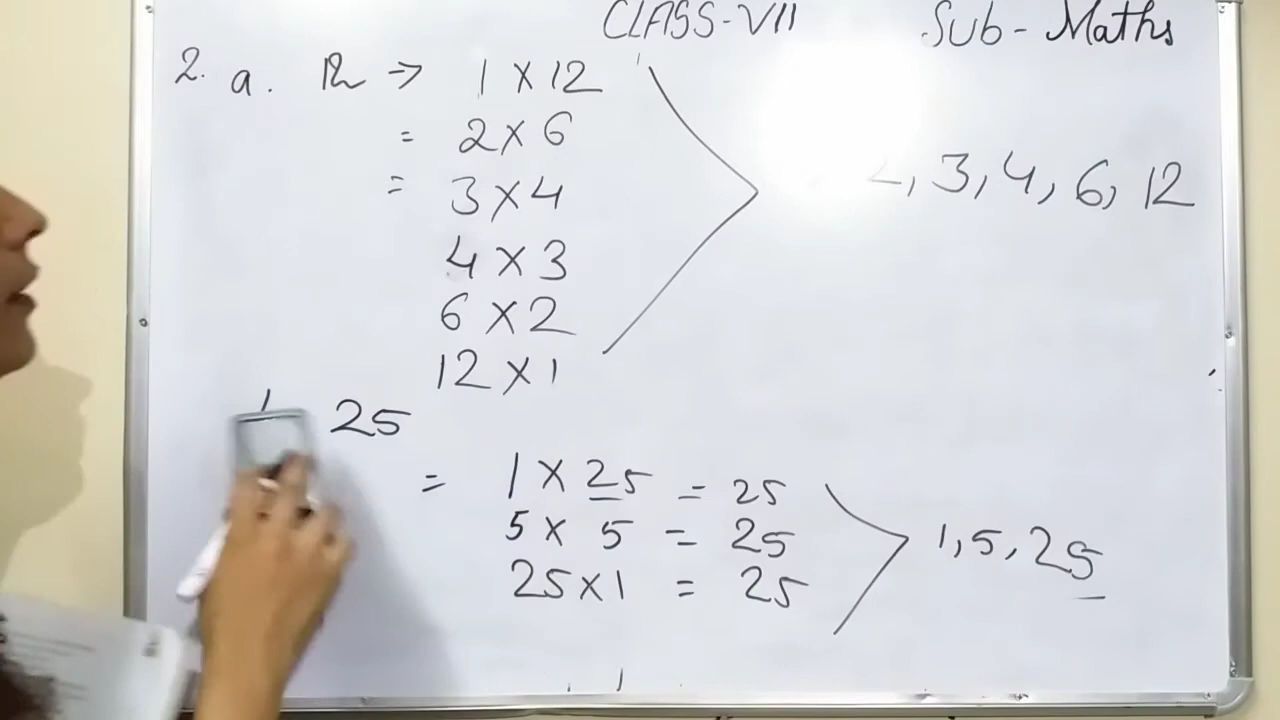 CLASS-VII Sub-Maths
2. a. 12 → 1 X 12
= 2 X 6
= 3 X 4
4 X 3
6 X 2
12 X 1
2, 3, 4, 6, 12
25
= 1 X 25 = 25
5 X 5 = 25
25 X 1 = 25
1, 5, 25